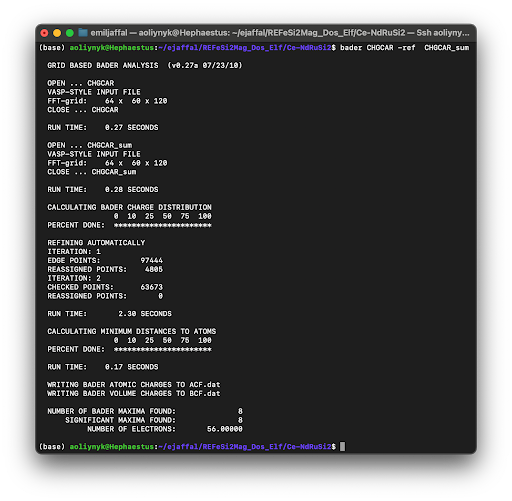 emiljaffal — aoliynyk@Hephaestus: ~/ejaffal/REFeSi2Mag_Dos_Elf/Ce-NdRuSi2 — Ssh aoliyny...
(base) aoliynyk@Hephaestus:~/ejaffal/REFeSi2Mag_Dos_Elf/Ce-NdRuSi2$ bader CHGCAR -ref  CHGCAR_sum
GRID BASED BADER ANALYSIS  (v0.27a 07/23/10)
OPEN ... CHGCAR
VASP-STYLE INPUT FILE
FFT-grid:    64 x  60 x 120
CLOSE ... CHGCAR
RUN TIME:    0.27 SECONDS
OPEN ... CHGCAR_sum
VASP-STYLE INPUT FILE
FFT-grid:    64 x  60 x 120
CLOSE ... CHGCAR_sum
RUN TIME:    0.28 SECONDS
CALCULATING BADER CHARGE DISTRIBUTION
0  10  25  50  75  100
PERCENT DONE:  **********************
REFINING AUTOMATICALLY
ITERATION: 1
EDGE POINTS:         97444
REASSIGNED POINTS:    4805
ITERATION: 2
CHECKED POINTS:      63673
REASSIGNED POINTS:       0
RUN TIME:       2.30 SECONDS
CALCULATING MINIMUM DISTANCES TO ATOMS
0  10  25  50  75  100
PERCENT DONE:  **********************
RUN TIME:    0.17 SECONDS
WRITING BADER ATOMIC CHARGES TO ACF.dat
WRITING BADER VOLUME CHARGES TO BCF.dat
NUMBER OF BADER MAXIMA FOUND:              8
SIGNIFICANT MAXIMA FOUND:              8
NUMBER OF ELECTRONS:       56.00000
(base) aoliynyk@Hephaestus:~/ejaffal/REFeSi2Mag_Dos_Elf/Ce-NdRuSi2$